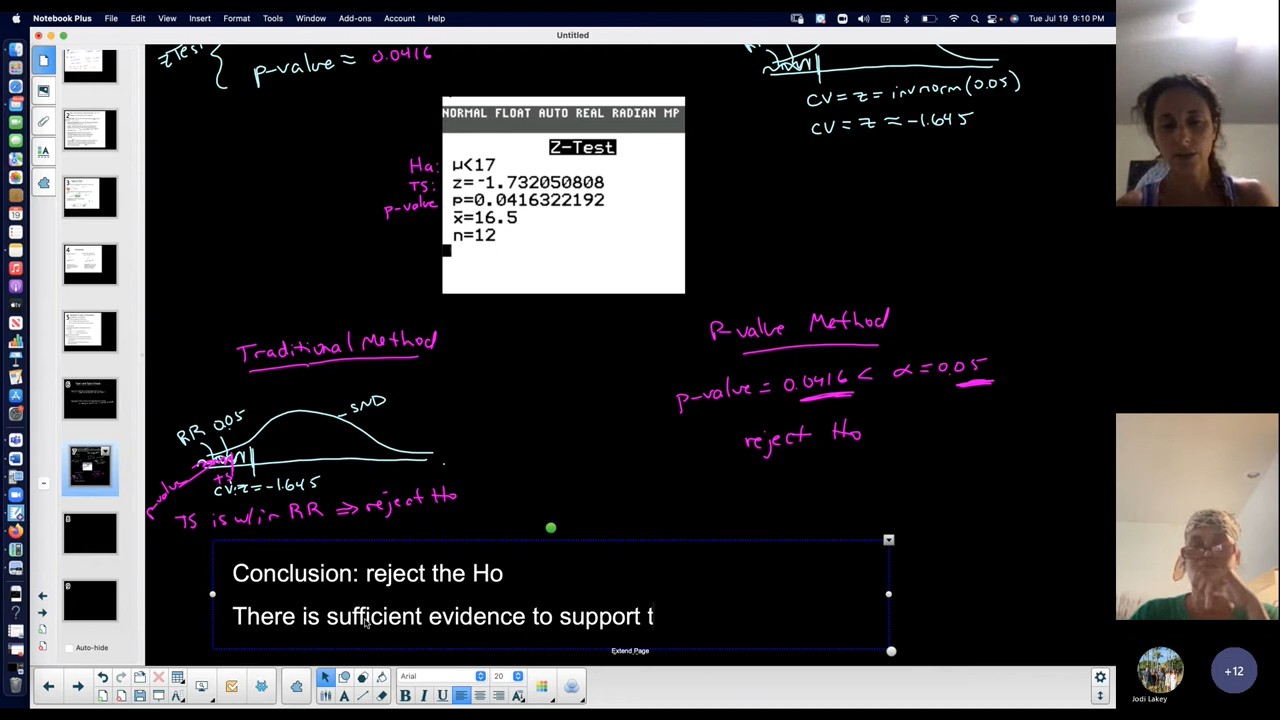 Notebook Plus File Edit View Insert Format Tools Window Add-ons Account Help
Tue Jul 19 9:10 PM
Untitled
zTest
p-value = 0.0416
CV = z = invnorm(0.05)
CV = z ≈ -1.645
NORMAL FLOAT AUTO REAL RADIAN MP
Z-Test
Ha: μ<17
TS: z=-1.732050808
p-value p=0.0416322192
x̄=16.5
n=12
Traditional Method
P-value Method
p-value = 0.0416 < α = 0.05
reject Ho
RR 0.05
SND
TS
p-value
CV: z = -1.645
TS is w/in RR ⇒ reject Ho
Conclusion: reject the Ho
There is sufficient evidence to support t
Extend Page
Auto-hide
Arial 20
B I U
Jodi Lakey
+12